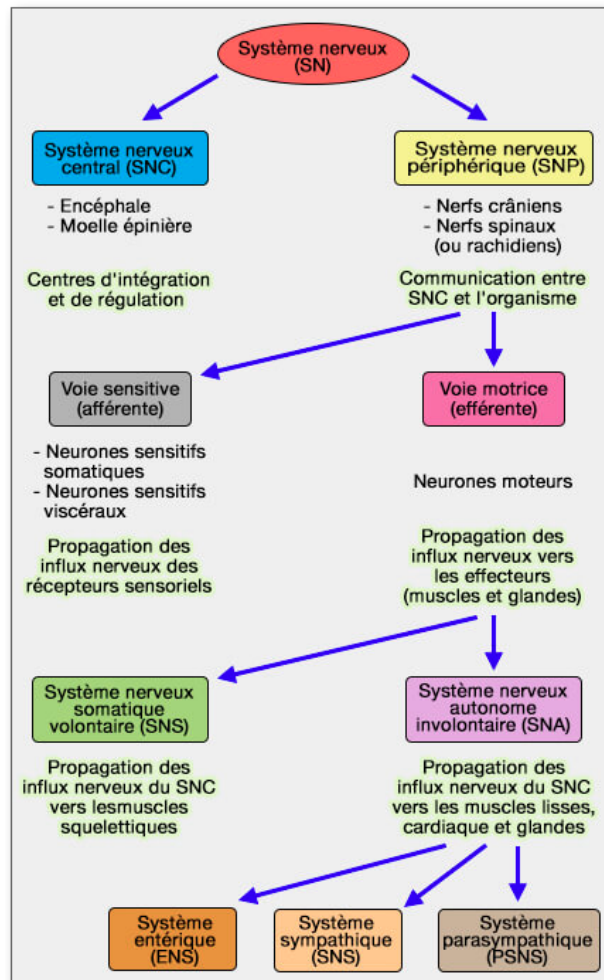 Système nerveux
(SN)
Système nerveux
central (SNC)
Système nerveux
périphérique (SNP)
- Encéphale
- Moelle épinière
- Nerfs crâniens
- Nerfs spinaux
(ou rachidiens)
Centres d'intégration
et de régulation
Communication entre
SNC et l'organisme
Voie sensitive
(afférente)
Voie motrice
(efférente)
- Neurones sensitifs
somatiques
- Neurones sensitifs
viscéraux
Neurones moteurs
Propagation des
influx nerveux des
récepteurs sensoriels
Propagation des
influx nerveux vers
les effecteurs
(muscles et glandes)
Système nerveux
somatique
volontaire (SNS)
Système nerveux
autonome
involontaire (SNA)
Propagation des
influx nerveux du SNC
vers lesmuscles
squelettiques
Propagation des
influx nerveux du SNC
vers les muscles lisses,
cardiaque et glandes
Système
entérique
(ENS)
Système
sympathique
(SNS)
Système
parasympathique
(PSNS)